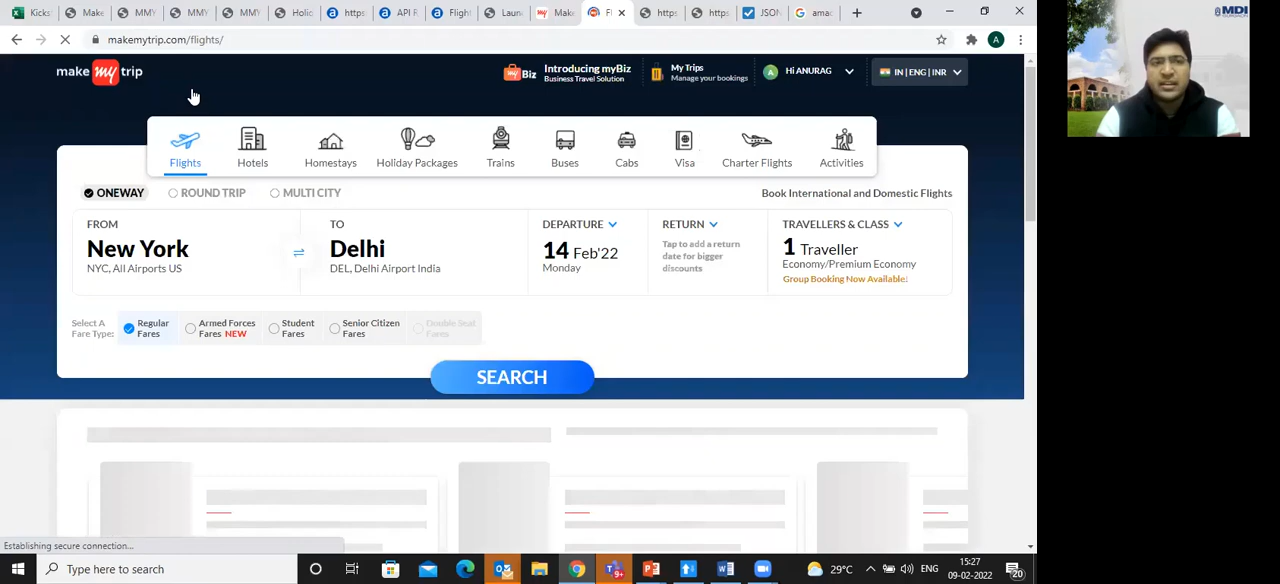 Kicks
Make
MMY
MMY
MMY
Holid
https
API R
Flight
Laun
Make
Fl
https
https
JSON
amac
makemytrip.com/flights/
A
MDI
make my trip
myBiz
Introducing myBiz
Business Travel Solution
My Trips
Manage your bookings
A
Hi ANURAG
IN | ENG | INR
Flights
Hotels
Homestays
Holiday Packages
Trains
Buses
Cabs
Visa
Charter Flights
Activities
ONEWAY
ROUND TRIP
MULTI CITY
Book International and Domestic Flights
FROM
New York
NYC, All Airports US
TO
Delhi
DEL, Delhi Airport India
DEPARTURE
14 Feb'22
Monday
RETURN
Tap to add a return
date for bigger
discounts
TRAVELLERS & CLASS
1 Traveller
Economy/Premium Economy
Group Booking Now Available!
Select A
Fare Type:
Regular
Fares
Armed Forces
Fares NEW
Student
Fares
Senior Citizen
Fares
Double Seat
Fares
SEARCH
Establishing secure connection...
Type here to search
9+
29°C
ENG
15:27
09-02-2022
20